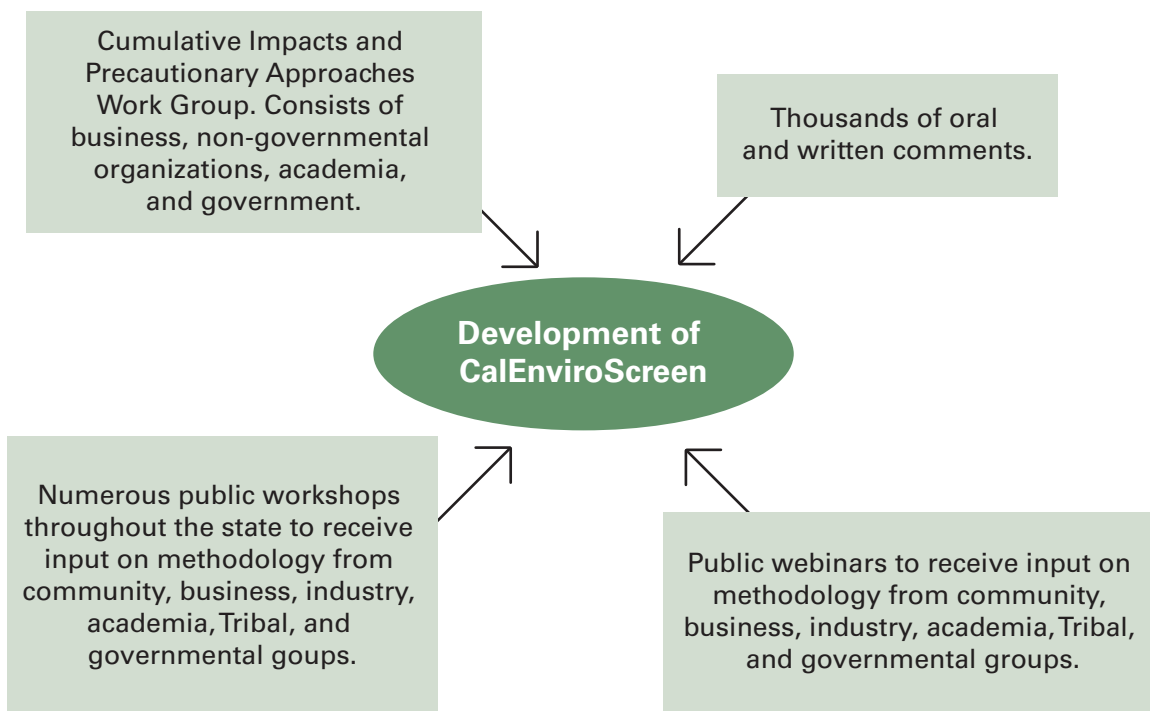 Cumulative Impacts and
Precautionary Approaches
Work Group. Consists of
business, non-governmental
organizations, academia,
and government.
Thousands of oral
and written comments.
Development of
CalEnviroScreen
Numerous public workshops
throughout the state to receive
input on methodology from
community, business, industry,
academia, Tribal, and
governmental goups.
Public webinars to receive input on
methodology from community,
business, industry, academia, Tribal,
and governmental groups.